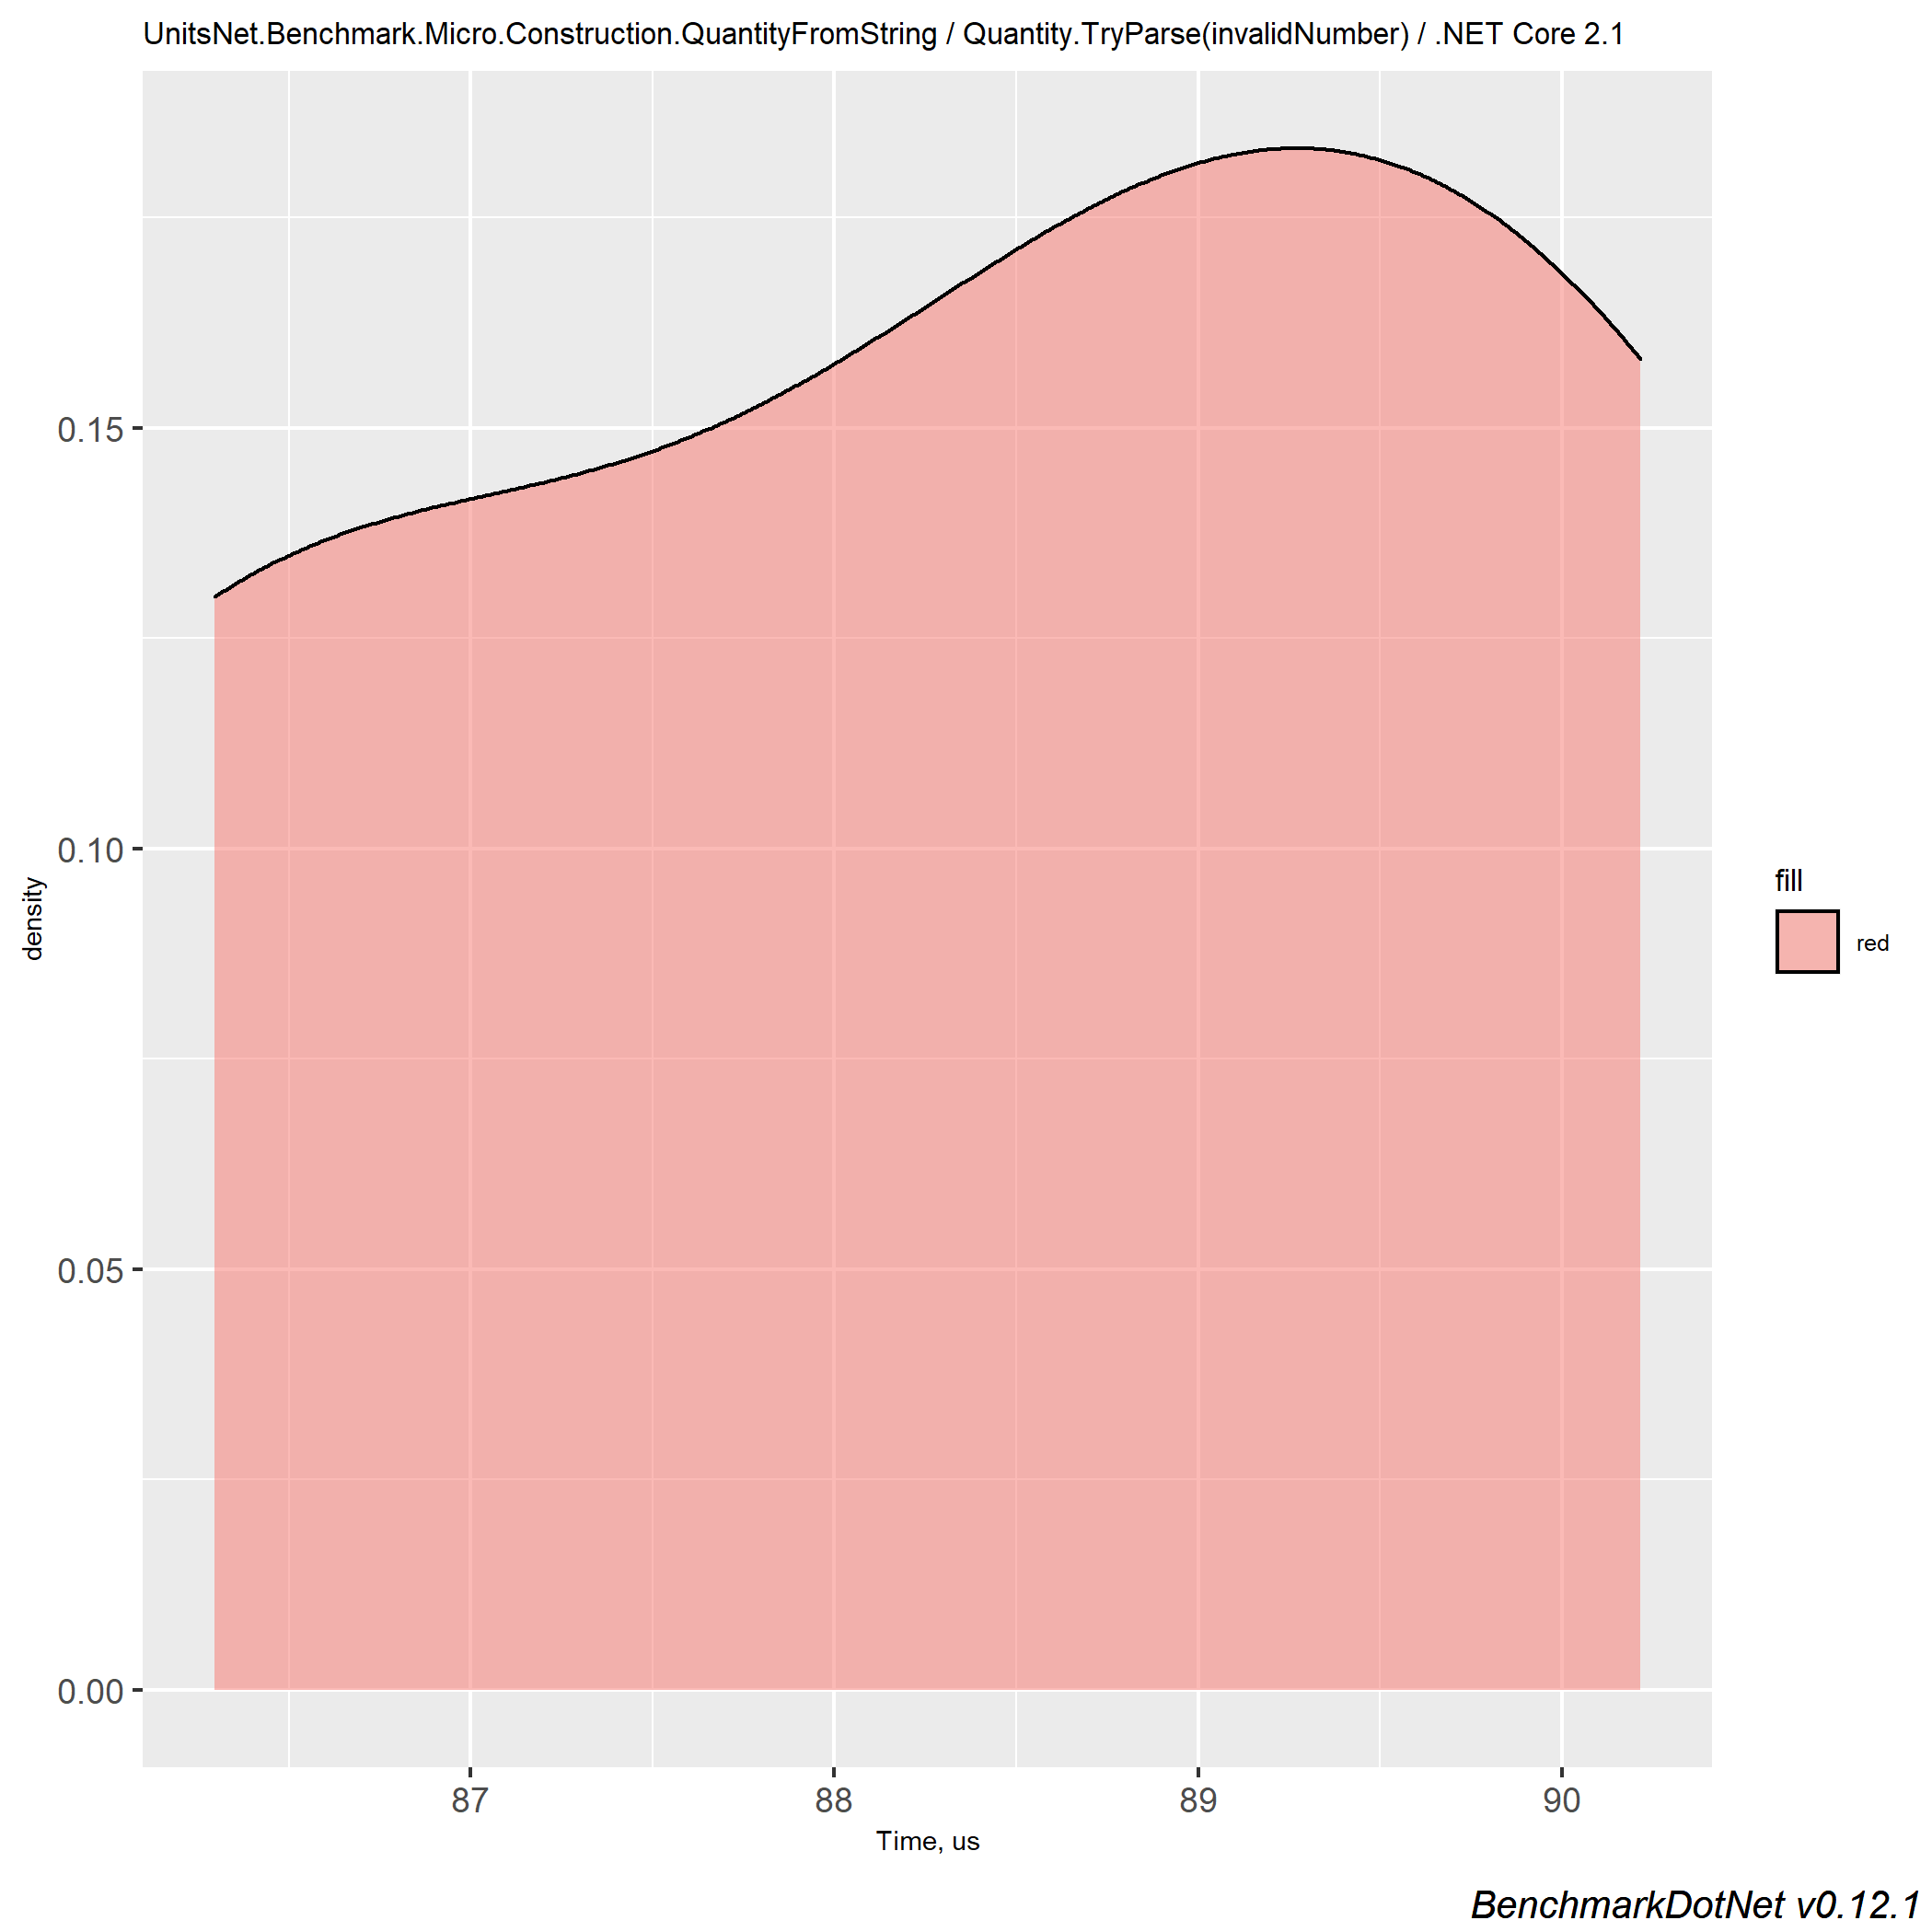 UnitsNet.Benchmark.Micro.Construction.QuantityFromString / Quantity.TryParse(invalidNumber) / .NET Core 2.1
0.15
0.10
0.05
0.00
density
87 88 89 90
Time, us
fill
red
BenchmarkDotNet v0.12.1